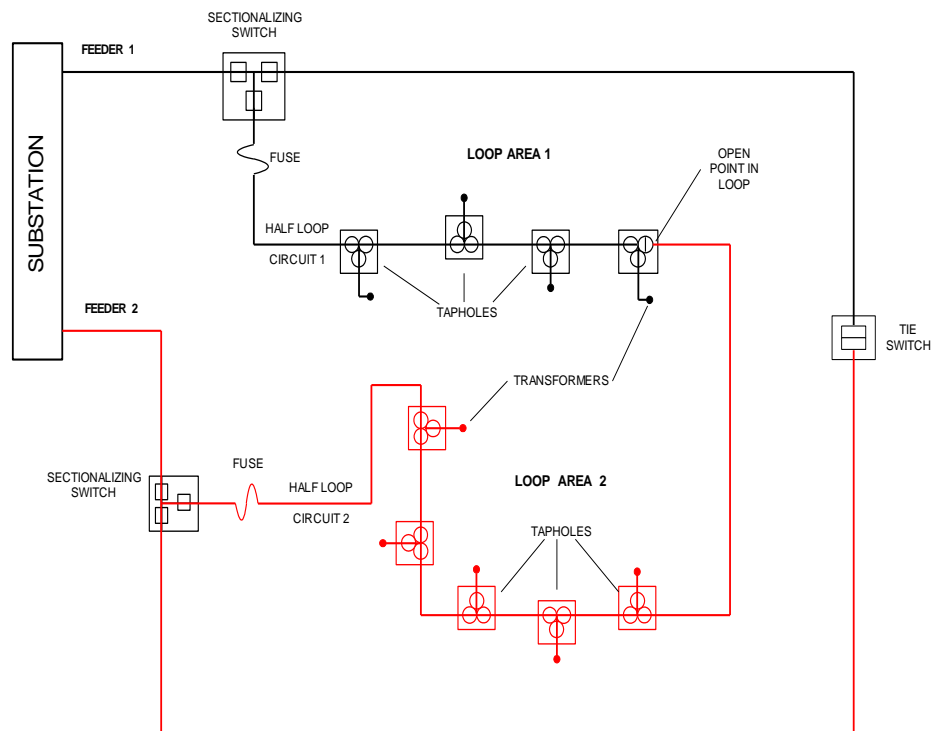 SECTIONALIZING
SWITCH
FEEDER 1
SUBSTATION
FUSE
LOOP AREA 1
OPEN
POINT IN
LOOP
HALF LOOP
CIRCUIT 1
TAPHOLES
FEEDER 2
TIE
SWITCH
TRANSFORMERS
SECTIONALIZING
SWITCH
FUSE
HALF LOOP
CIRCUIT 2
LOOP AREA 2
TAPHOLES